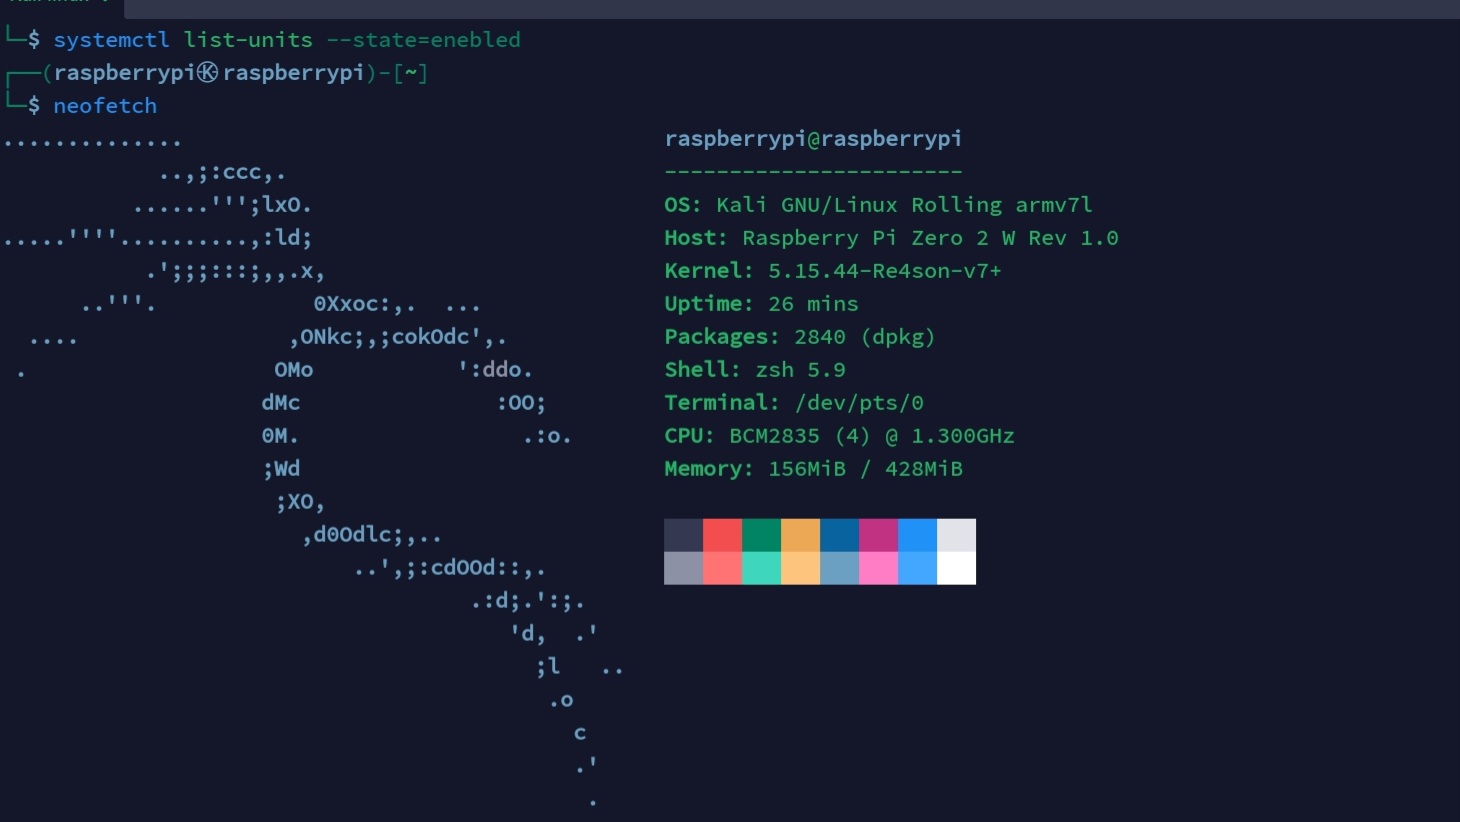 └─$ systemctl list-units --state=enebled
┌──(raspberrypi㉿raspberrypi)-[~]
└─$ neofetch
..............                                     raspberrypi@raspberrypi
            ..,;:ccc,.                             -----------------------
          ......''';lxO.                           OS: Kali GNU/Linux Rolling armv7l
.....''''..........,:ld;                           Host: Raspberry Pi Zero 2 W Rev 1.0
           .';;;:::;,,.x,                          Kernel: 5.15.44-Re4son-v7+
      ..'''.            0Xxoc:,.  ...              Uptime: 26 mins
  ....                ,ONkc;,;cokOdc',.            Packages: 2840 (dpkg)
 .                   OMo           ':ddo.          Shell: zsh 5.9
                    dMc               :OO;         Terminal: /dev/pts/0
                    0M.                 .:o.       CPU: BCM2835 (4) @ 1.300GHz
                    ;Wd                            Memory: 156MiB / 428MiB
                     ;XO,
                       ,d0Odlc;,..
                           ..',;:cdOOd::,.
                                    .:d;.':;.
                                       'd,  .'
                                         ;l   ..
                                          .o
                                            c
                                            .'
                                             .